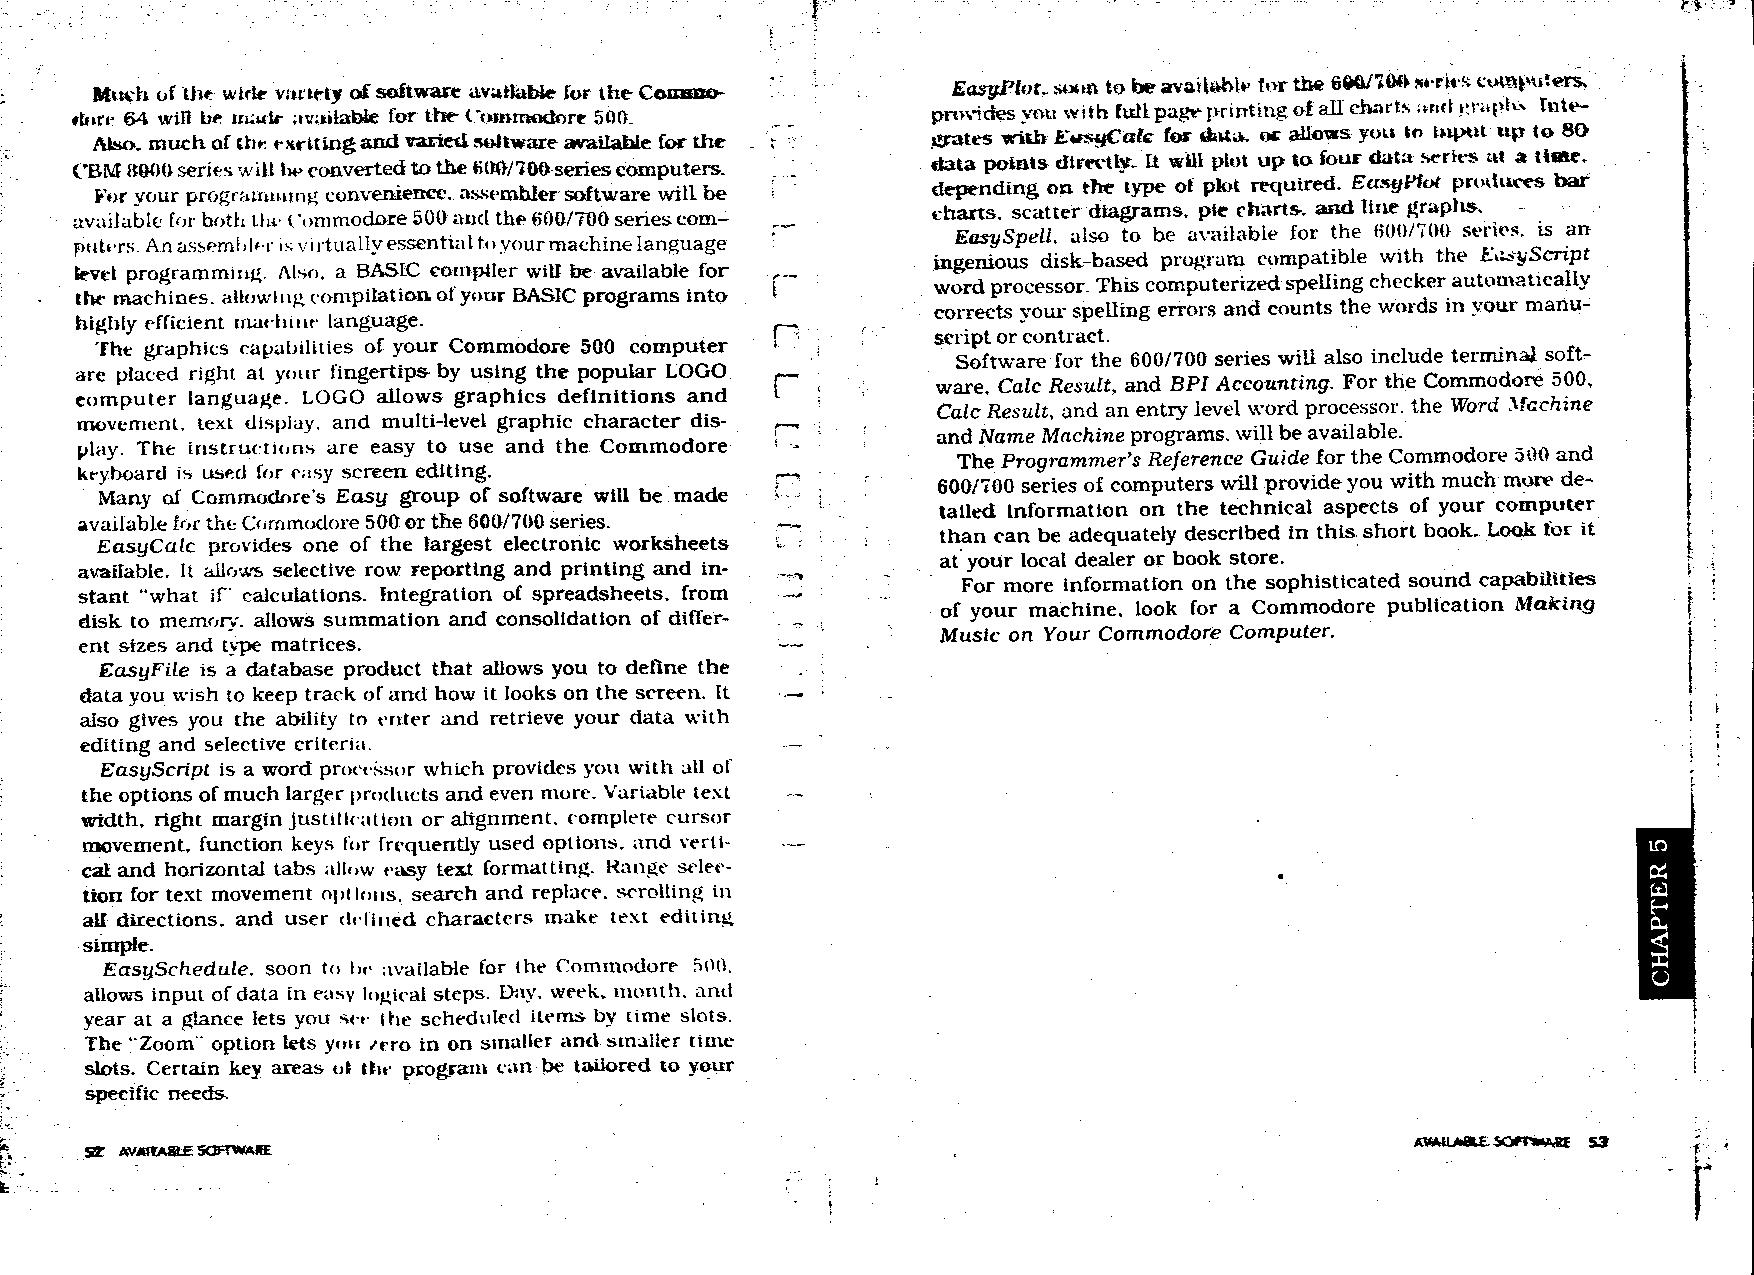 Much of the wide variety of software available for the Commo-
dore 64 will be made available for the Commodore 500.
Also, much of the exciting and varied software available for the
CBM 8000 series will be converted to the 600/700 series computers.
For your programming convenience, assembler software will be
available for both the Commodore 500 and the 600/700 series com-
puters. An assembler is virtually essential to your machine language
level programming. Also, a BASIC compiler will be available for
the machines, allowing compilation of your BASIC programs into
highly efficient machine language.
The graphics capabilities of your Commodore 500 computer
are placed right at your fingertips by using the popular LOGO
computer language. LOGO allows graphics definitions and
movement, text display, and multi-level graphic character dis-
play. The instructions are easy to use and the Commodore
keyboard is used for easy screen editing.
Many of Commodore's Easy group of software will be made
available for the Commodore 500 or the 600/700 series.
EasyCalc provides one of the largest electronic worksheets
available. It allows selective row reporting and printing and in-
stant "what if" calculations. Integration of spreadsheets, from
disk to memory, allows summation and consolidation of differ-
ent sizes and type matrices.
EasyFile is a database product that allows you to define the
data you wish to keep track of and how it looks on the screen. It
also gives you the ability to enter and retrieve your data with
editing and selective criteria.
EasyScript is a word processor which provides you with all of
the options of much larger products and even more. Variable text
width, right margin justification or alignment, complete cursor
movement, function keys for frequently used options, and verti-
cal and horizontal tabs allow easy text formatting. Range selec-
tion for text movement options, search and replace, scrolling in
all directions, and user defined characters make text editing
simple.
EasySchedule, soon to be available for the Commodore 500,
allows input of data in easy logical steps. Day, week, month, and
year at a glance lets you see the scheduled items by time slots.
The "Zoom" option lets you zero in on smaller and smaller time
slots. Certain key areas of the program can be tailored to your
specific needs.
52 AVAILABLE SOFTWARE
EasyPlot, soon to be available for the 600/700 series computers,
provides you with full page printing of all charts and graphs. Inte-
grates with EasyCalc for data, or allows you to input up to 80
data points directly. It will plot up to four data series at a time,
depending on the type of plot required. EasyPlot produces bar
charts, scatter diagrams, pie charts, and line graphs.
EasySpell, also to be available for the 600/700 series, is an
ingenious disk-based program compatible with the EasyScript
word processor. This computerized spelling checker automatically
corrects your spelling errors and counts the words in your manu-
script or contract.
Software for the 600/700 series will also include terminal soft-
ware, Calc Result, and BPI Accounting. For the Commodore 500,
Calc Result, and an entry level word processor, the Word Machine
and Name Machine programs, will be available.
The Programmer's Reference Guide for the Commodore 500 and
600/700 series of computers will provide you with much more de-
tailed information on the technical aspects of your computer
than can be adequately described in this short book. Look for it
at your local dealer or book store.
For more information on the sophisticated sound capabilities
of your machine, look for a Commodore publication Making
Music on Your Commodore Computer.
CHAPTER 5
AVAILABLE SOFTWARE 53